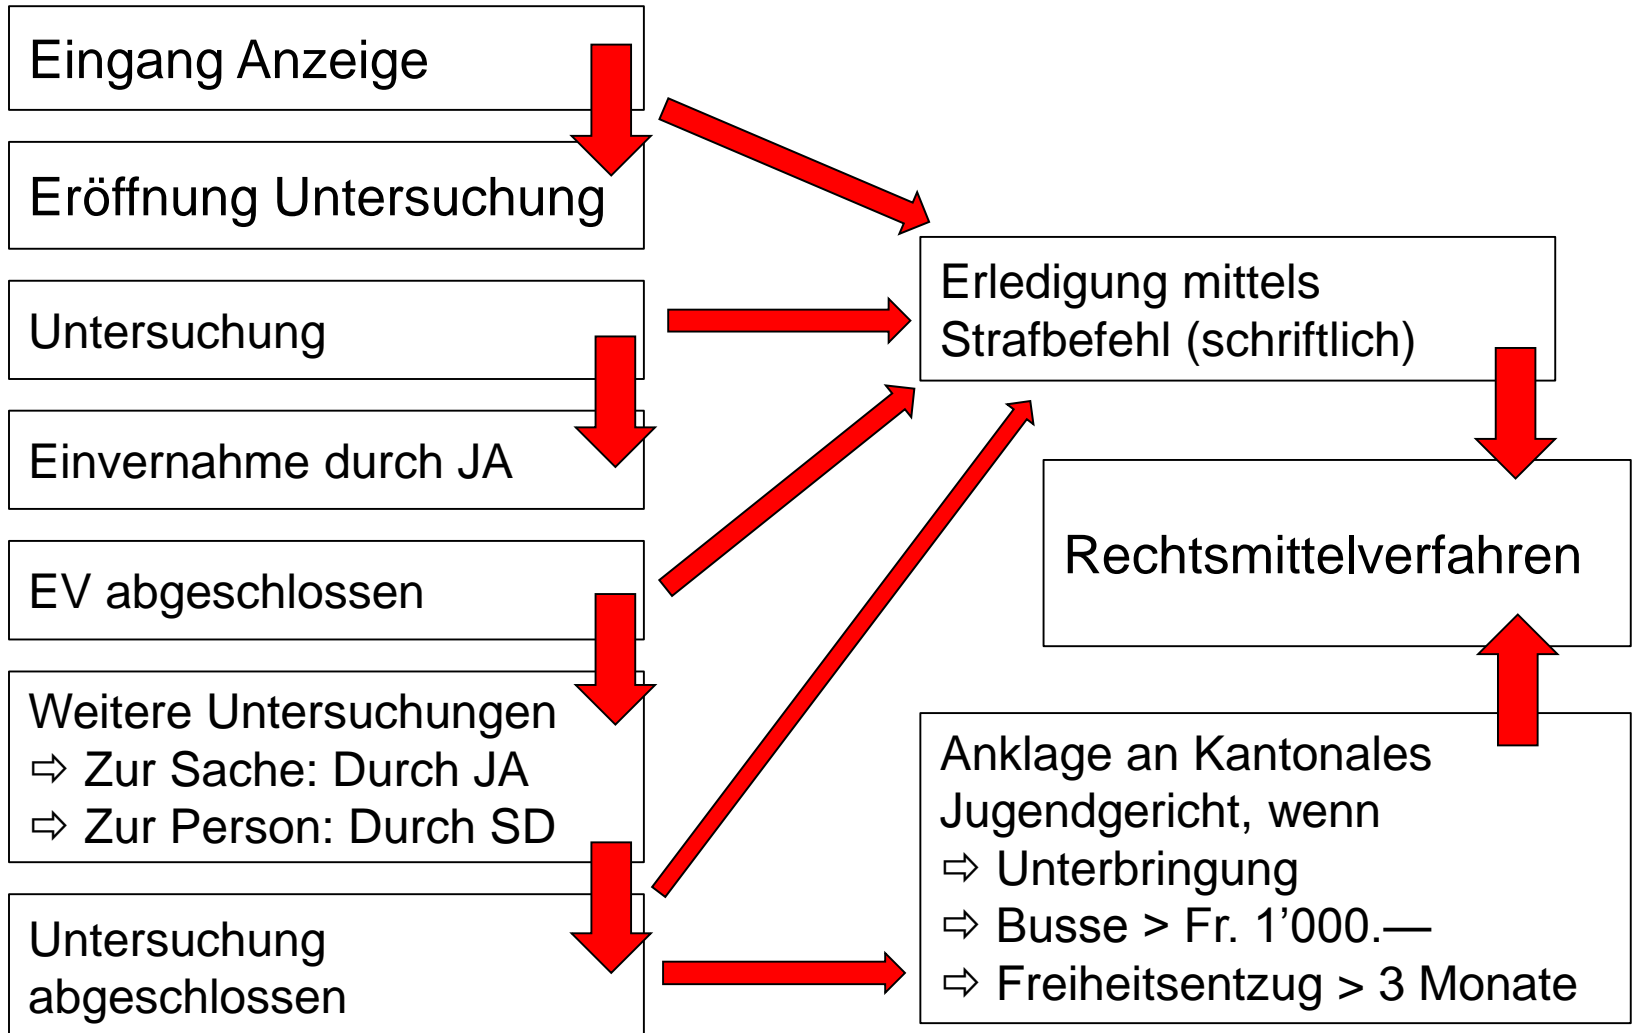 Eingang Anzeige
Eröffnung Untersuchung
Untersuchung
Einvernahme durch JA
EV abgeschlossen
Weitere Untersuchungen
⇨ Zur Sache: Durch JA
⇨ Zur Person: Durch SD
Untersuchung
abgeschlossen
Erledigung mittels
Strafbefehl (schriftlich)
Rechtsmittelverfahren
Anklage an Kantonales
Jugendgericht, wenn
⇨ Unterbringung
⇨ Busse > Fr. 1’000.—
⇨ Freiheitsentzug > 3 Monate